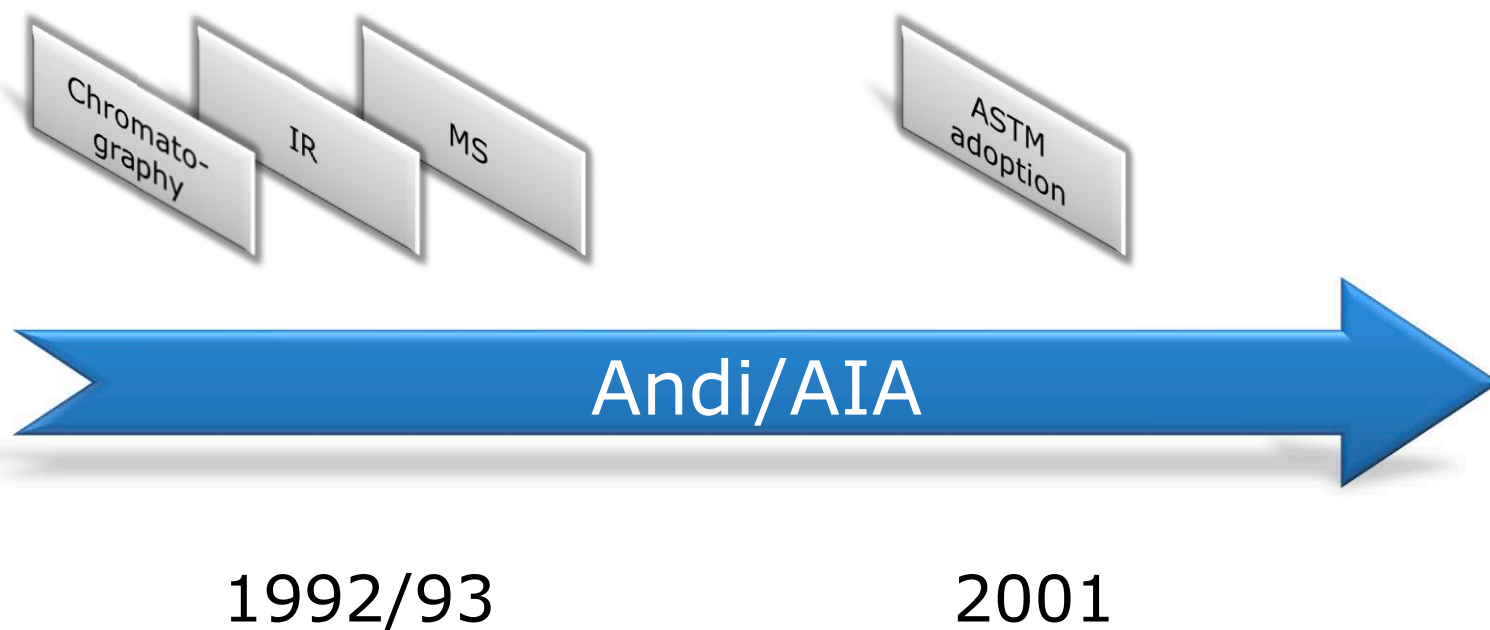 Chromato-
graphy
IR
MS
ASTM
adoption
Andi/AIA
1992/93
2001